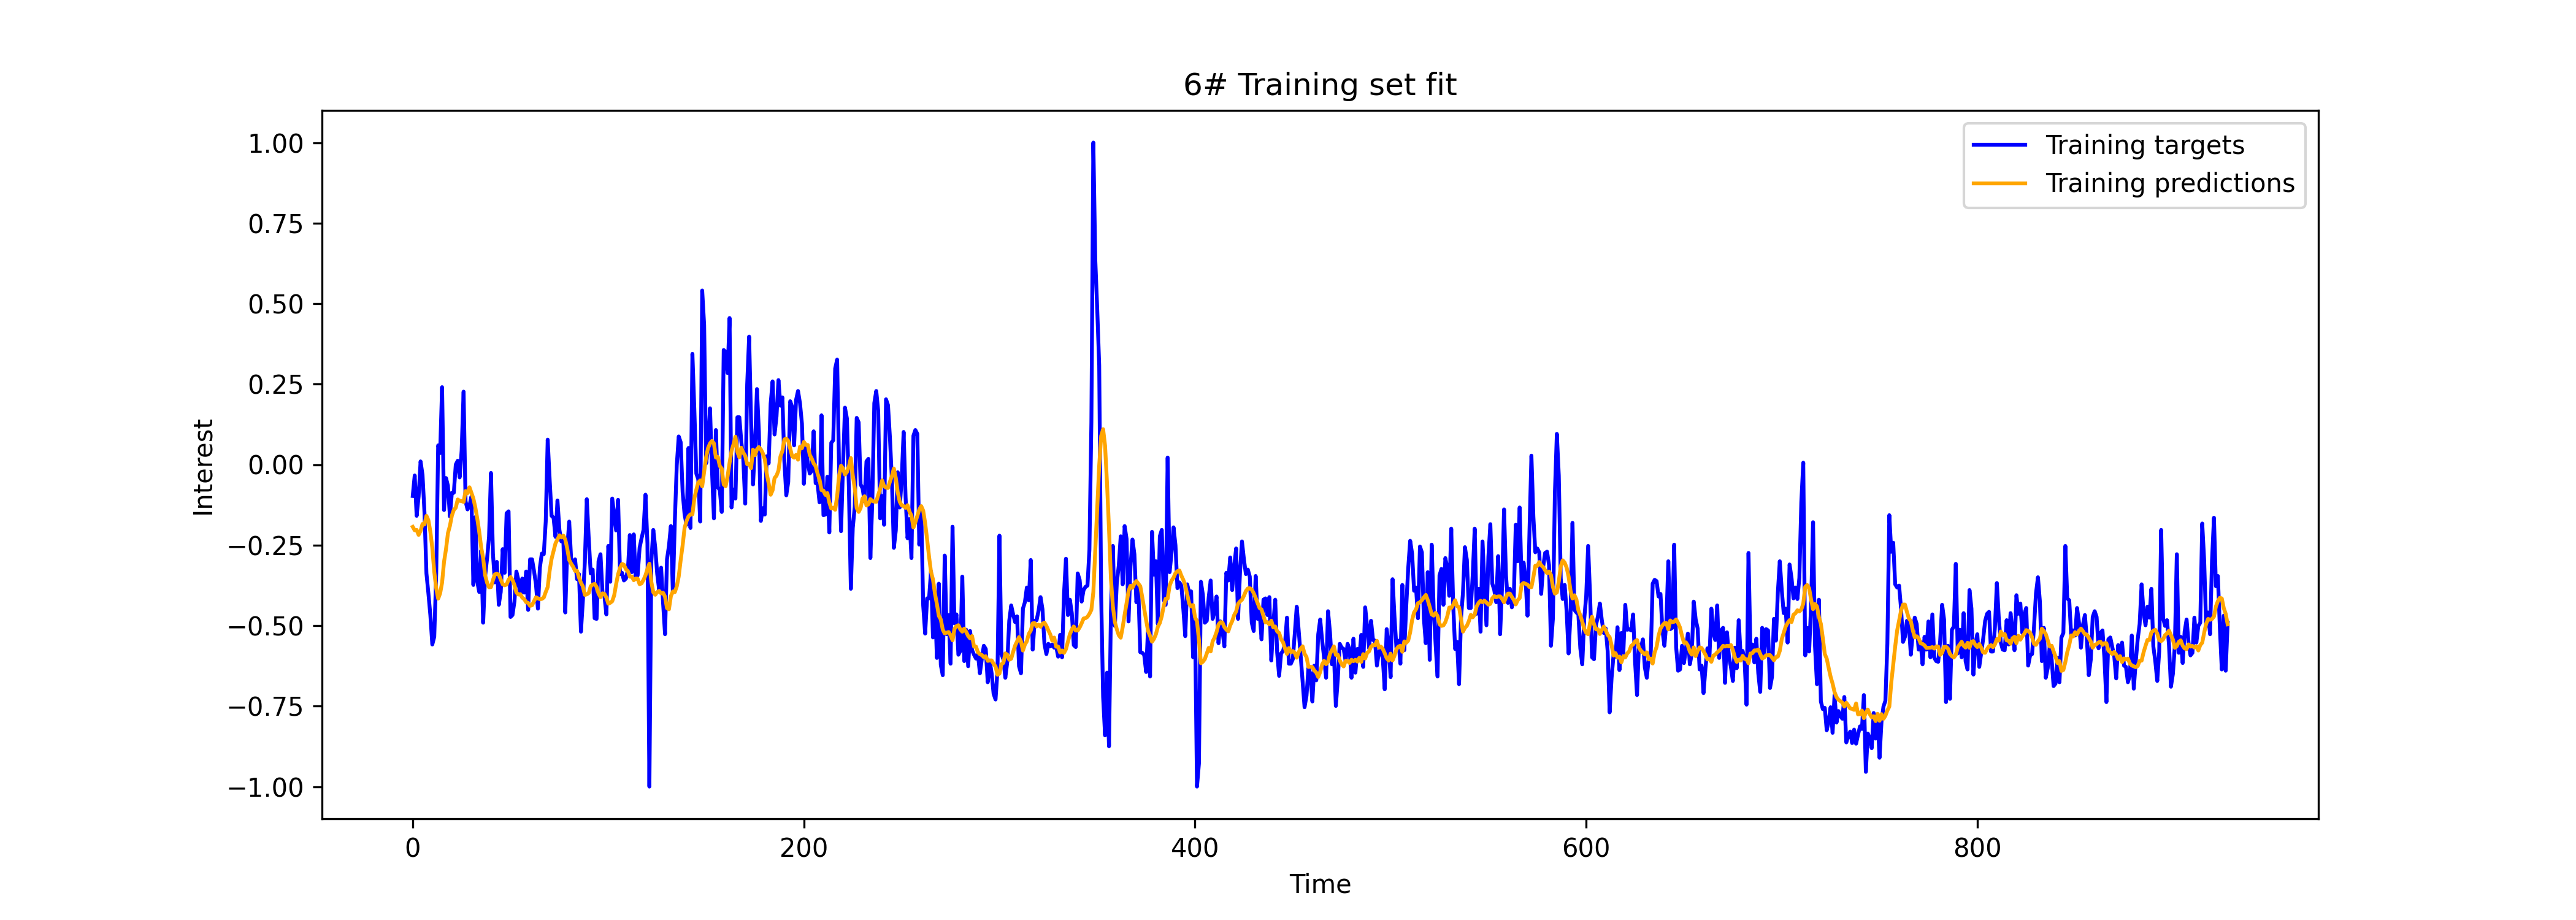 6# Training set fit
Training targets
Training predictions
1.00
0.75
0.50
0.25
0.00
−0.25
−0.50
−0.75
−1.00
Interest
0 200 400 600 800
Time